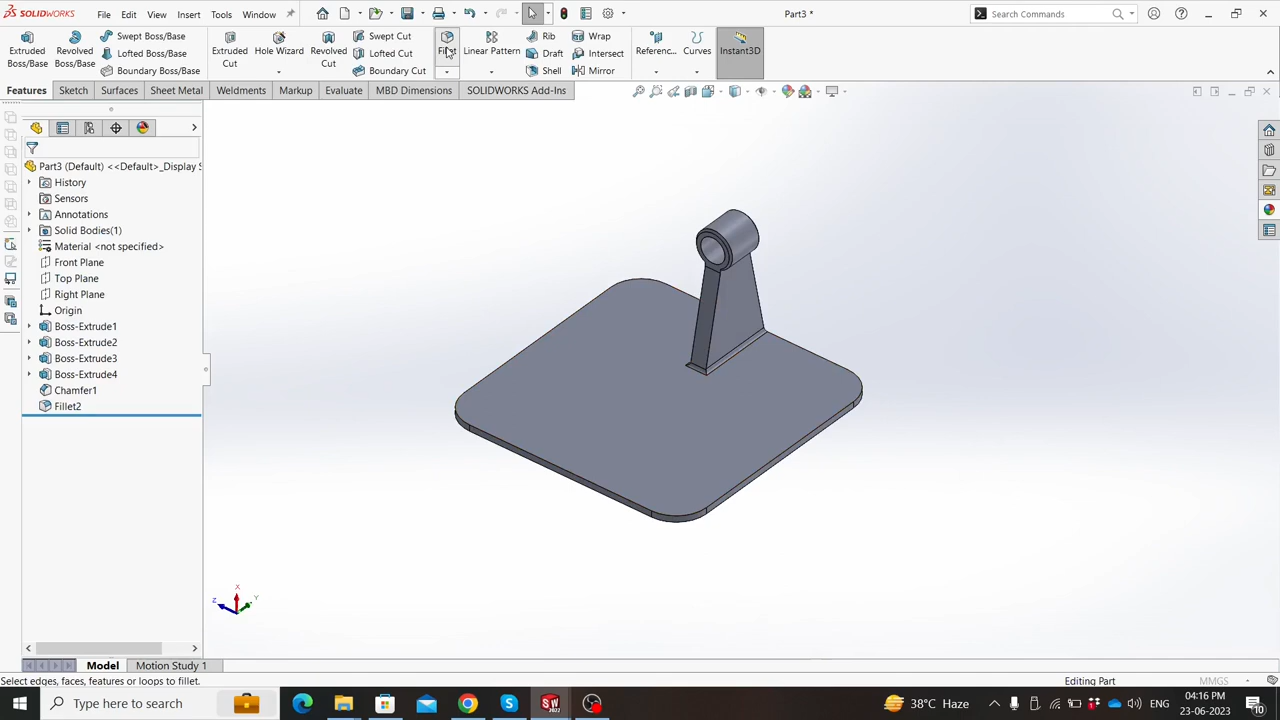 SOLIDWORKS
File Edit View Insert Tools Window
Part3 *
Search Commands
Extruded Boss/Base
Revolved Boss/Base
Swept Boss/Base
Lofted Boss/Base
Boundary Boss/Base
Extruded Cut
Hole Wizard
Revolved Cut
Swept Cut
Lofted Cut
Boundary Cut
Fillet
Linear Pattern
Rib
Draft
Shell
Wrap
Intersect
Mirror
Referenc...
Curves
Instant3D
Features Sketch Surfaces Sheet Metal Weldments Markup Evaluate MBD Dimensions SOLIDWORKS Add-Ins
Part3 (Default) <<Default>_Display S
History
Sensors
Annotations
Solid Bodies(1)
Material <not specified>
Front Plane
Top Plane
Right Plane
Origin
Boss-Extrude1
Boss-Extrude2
Boss-Extrude3
Boss-Extrude4
Chamfer1
Fillet2
X
Y
Z
Model Motion Study 1
Select edges, faces, features or loops to fillet.
Editing Part
MMGS
Type here to search
SW
2022
38°C Haze
ENG
04:16 PM
23-06-2023